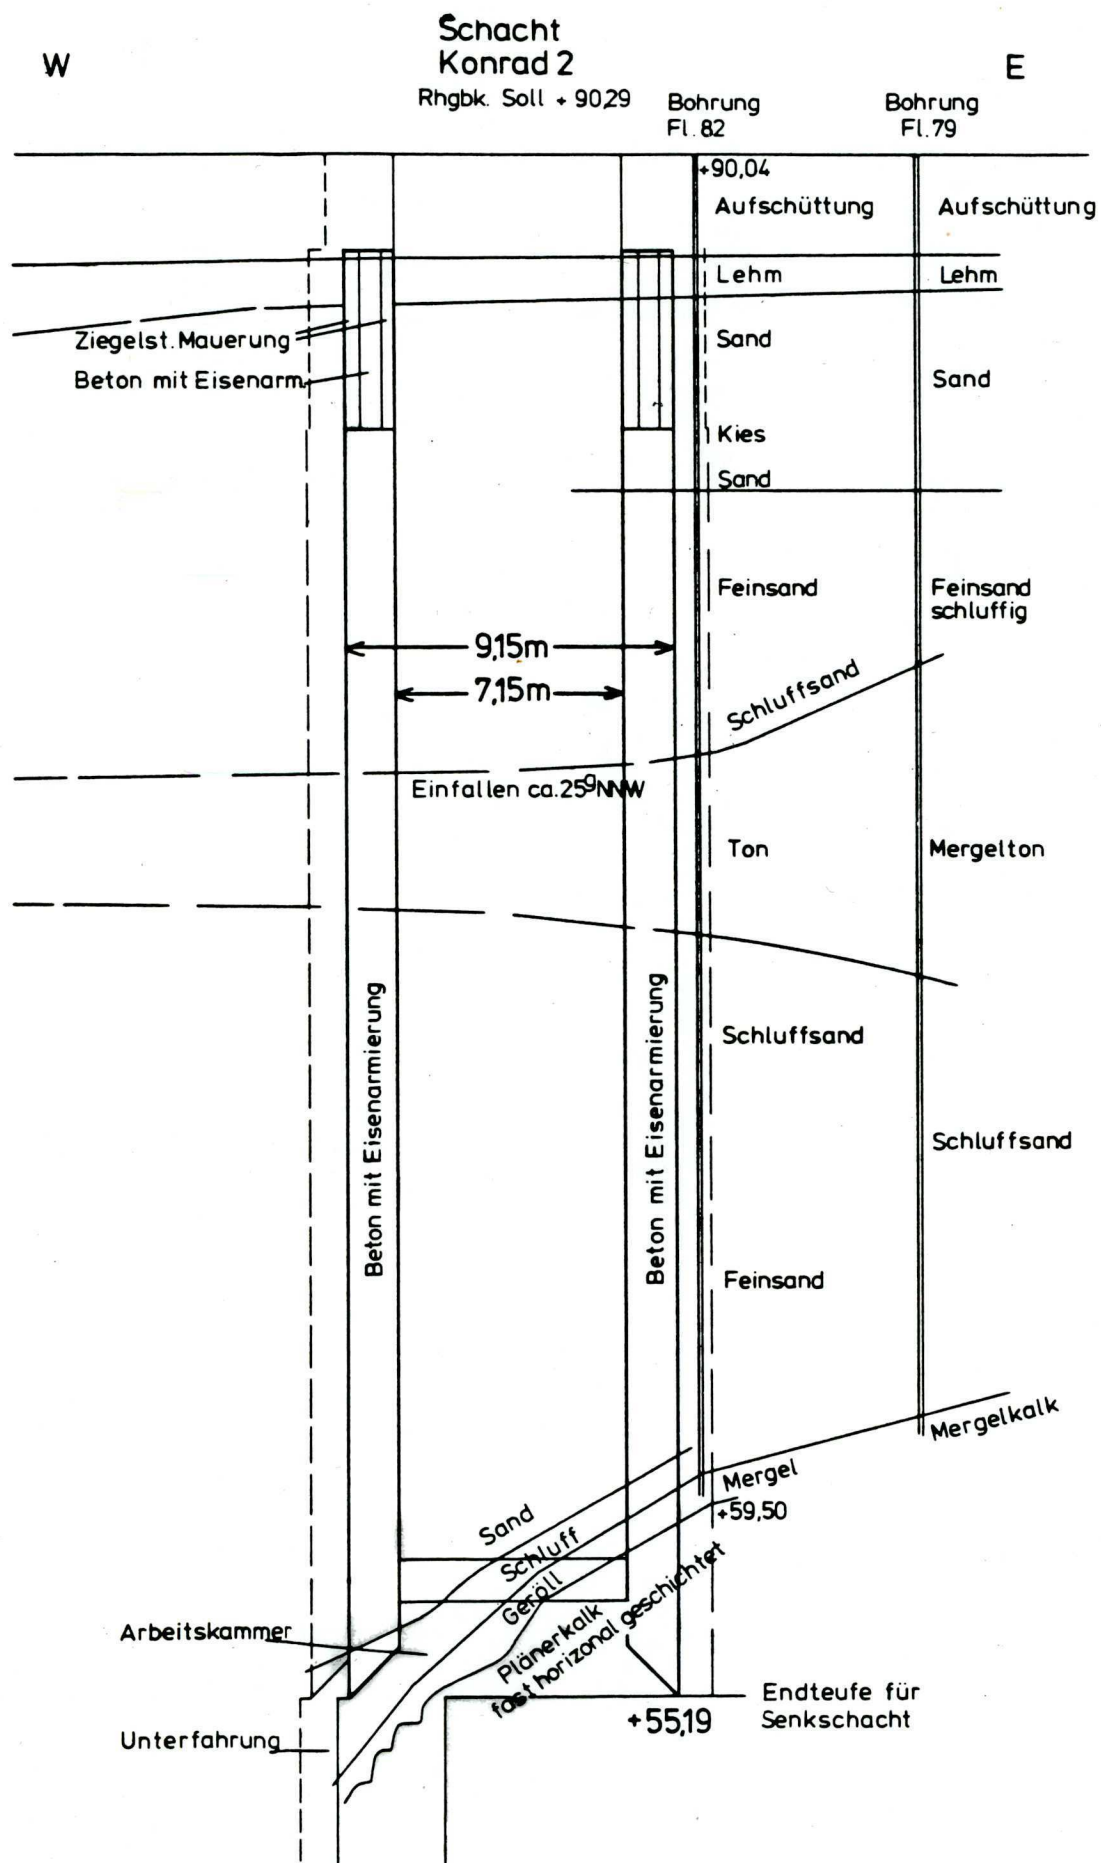 Schacht
Konrad 2
W
E
Rhgbk. Soll + 90,29
Bohrung
Fl. 82
Bohrung
Fl. 79
+90,04
Aufschüttung
Aufschüttung
Lehm
Lehm
Ziegelst. Mauerung
Sand
Beton mit Eisenarm.
Sand
Kies
Sand
Feinsand
Feinsand
schluffig
9,15m
7,15m
Schluffsand
Einfallen ca. 25g NNW
Ton
Mergelton
Beton mit Eisenarmierung
Beton mit Eisenarmierung
Schluffsand
Schluffsand
Feinsand
Mergelkalk
Mergel
+59,50
Sand
Schluff
Geröll
Plänerkalk
fast horizonal geschichtet
Arbeitskammer
Unterfahrung
+55,19
Endteufe für
Senkschacht